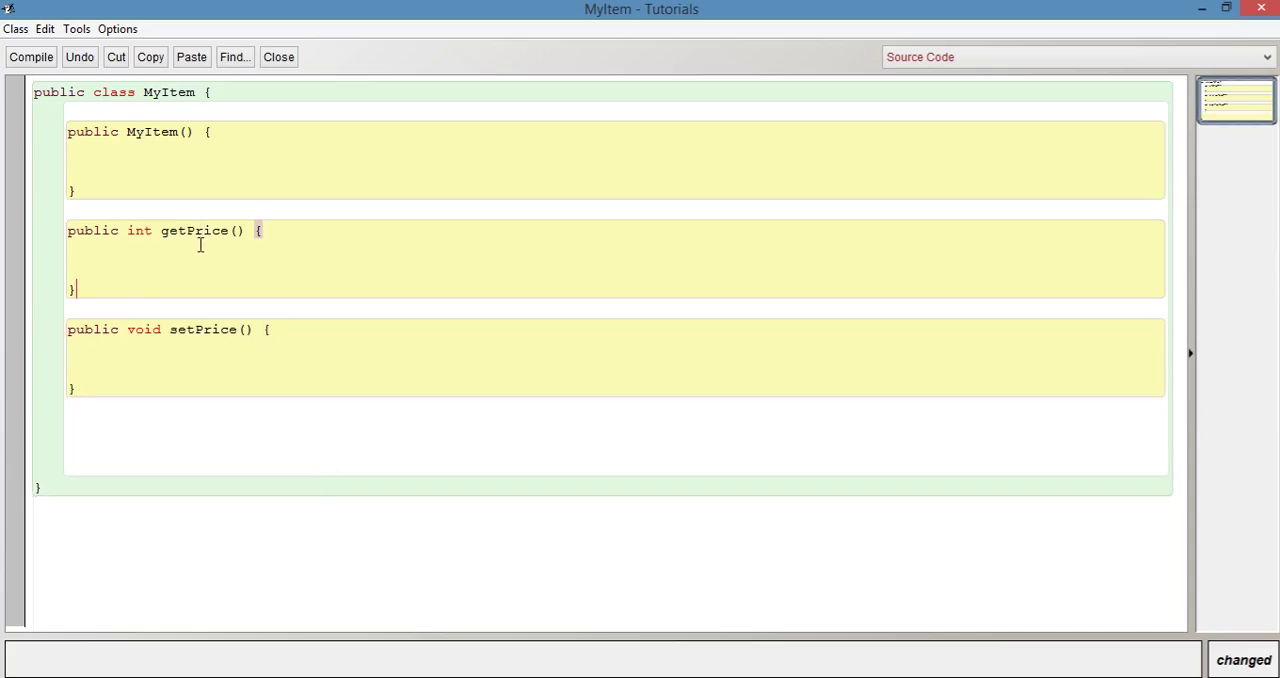 MyItem - Tutorials
Class Edit Tools Options
Compile Undo Cut Copy Paste Find... Close Source Code
public class MyItem {
public MyItem() {
}
public int getPrice() {
}
public void setPrice() {
}
}
changed